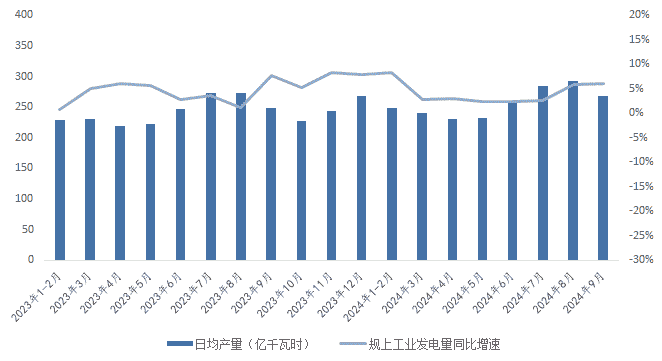 400
350
300
250
200
150
100
50
0
20%
15%
10%
5%
0%
-5%
-10%
-15%
-20%
-25%
-30%
2023年1-2月
2023年3月
2023年4月
2023年5月
2023年6月
2023年7月
2023年8月
2023年9月
2023年10月
2023年11月
2023年12月
2024年1-2月
2024年3月
2024年4月
2024年5月
2024年6月
2024年7月
2024年8月
2024年9月
日均产量（亿千瓦时）
规上工业发电量同比增速